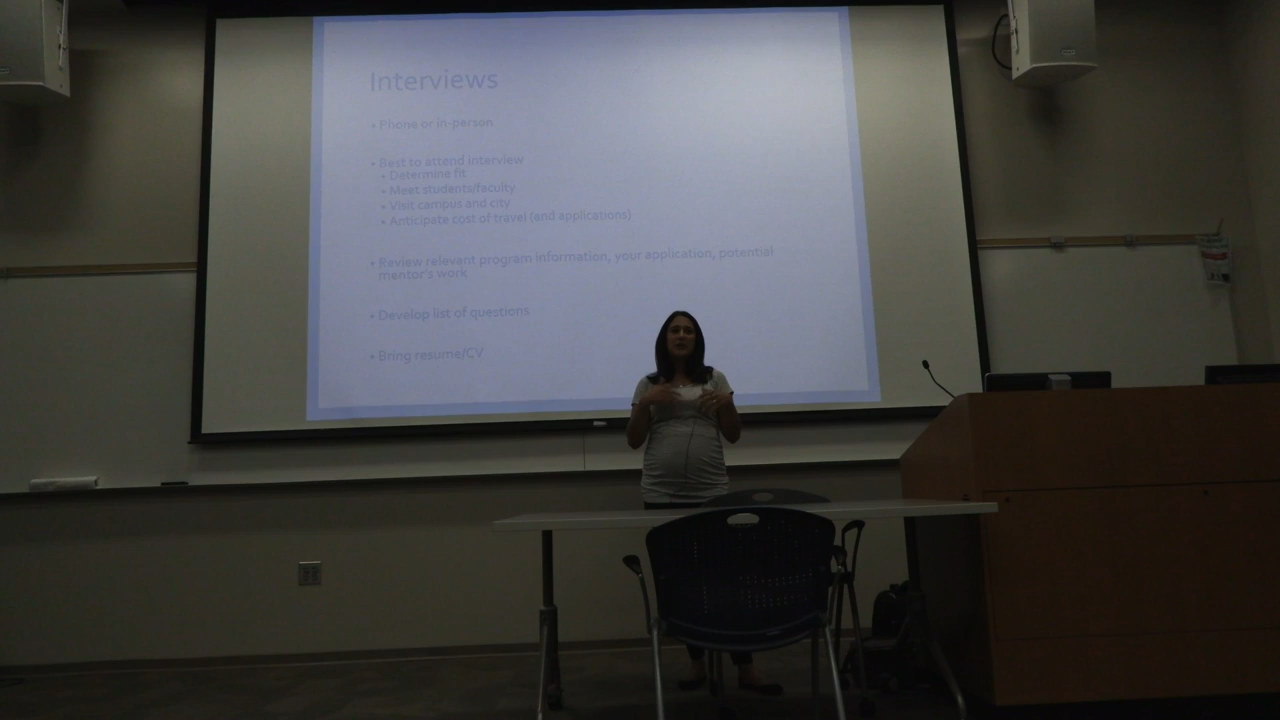 Interviews
• Phone or in-person
• Best to attend interview
• Determine fit
• Meet students/faculty
• Visit campus and city
• Anticipate cost of travel (and applications)
• Review relevant program information, your application, potential
mentor's work
• Develop list of questions
• Bring resume/CV